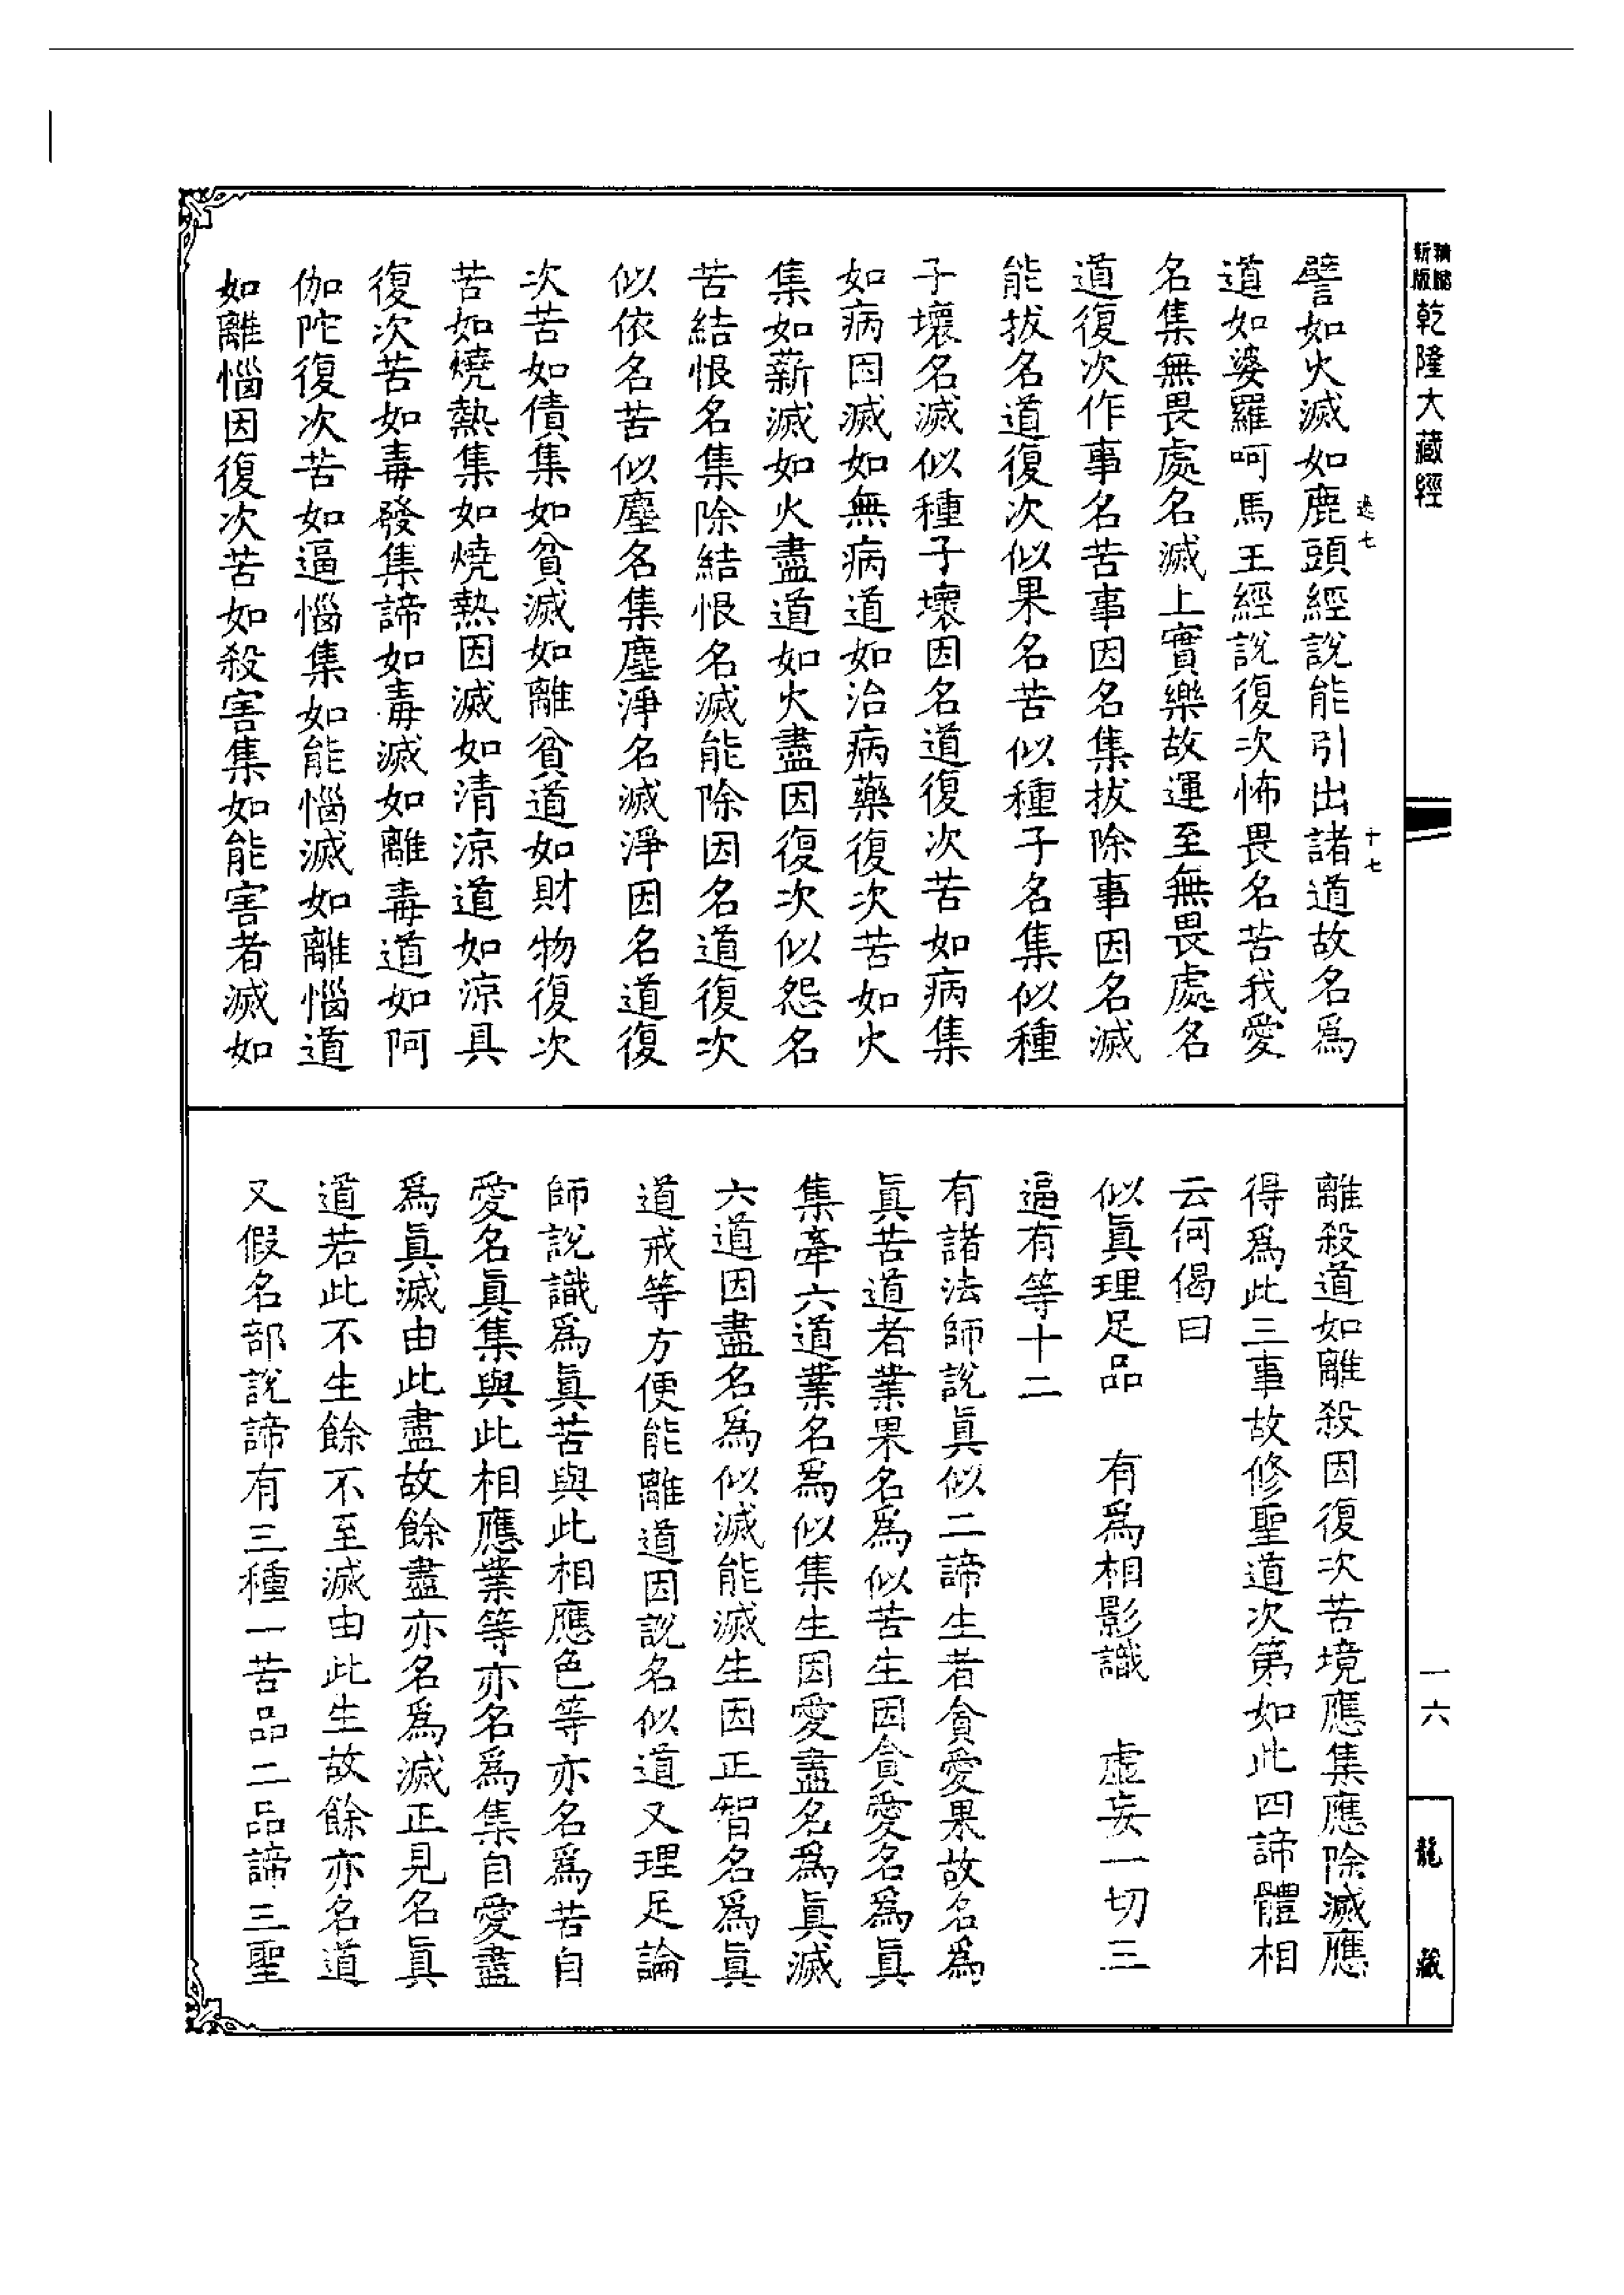 精縮
新版
乾隆大藏經
逸七
十七
譬如火滅如鹿頭經說能引出諸道故名爲
道如婆羅呵馬王經說復次怖畏名苦我愛
名集無畏處名滅上實樂故運至無畏處名
道復次作事名苦事因名集拔除事因名滅
能拔名道復次似果名苦似種子名集似種
子壞名滅似種子壞因名道復次苦如病集
如病因滅如無病道如治病藥復次苦如火
集如薪滅如火盡道如火盡因復次似怨名
苦結恨名集除結恨名滅能除因名道復次
似依名苦似塵名集塵淨名滅淨因名道復
次苦如債集如貧滅如離貧道如財物復次
苦如燒熱集如燒熱因滅如清涼道如涼具
復次苦如毒發集諦如毒滅如離毒道如阿
伽陀復次苦如逼惱集如能惱滅如離惱道
如離惱因復次苦如殺害集如能害者滅如
離殺道如離殺因復次苦境應集應除滅應
得爲此三事故修聖道次第如此四諦體相
云何偈曰
似眞理足品　有爲相影識　虛妄一切三
逼有等十二
有諸法師說眞似二諦生者貪愛果故名爲
眞苦道者業果名爲似苦生因貪愛名爲眞
集牽六道業名爲似集生因愛盡名爲眞滅
六道因盡名爲似滅能滅生因正智名爲眞
道戒等方便能離道因說名似道又理足論
師說識爲眞苦與此相應色等亦名爲苦自
愛名眞集與此相應業等亦名爲集自愛盡
爲眞滅由此盡故餘盡亦名爲滅正見名眞
道若此不生餘不至滅由此生故餘亦名道
又假名部說諦有三種一苦品二品諦三聖
一六
龍藏